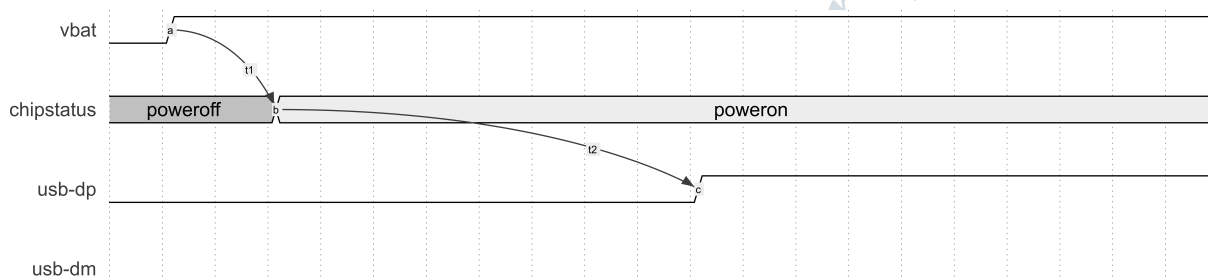 vbat
a
t1
chipstatus
poweroff
b
poweron
t2
usb-dp
c
usb-dm